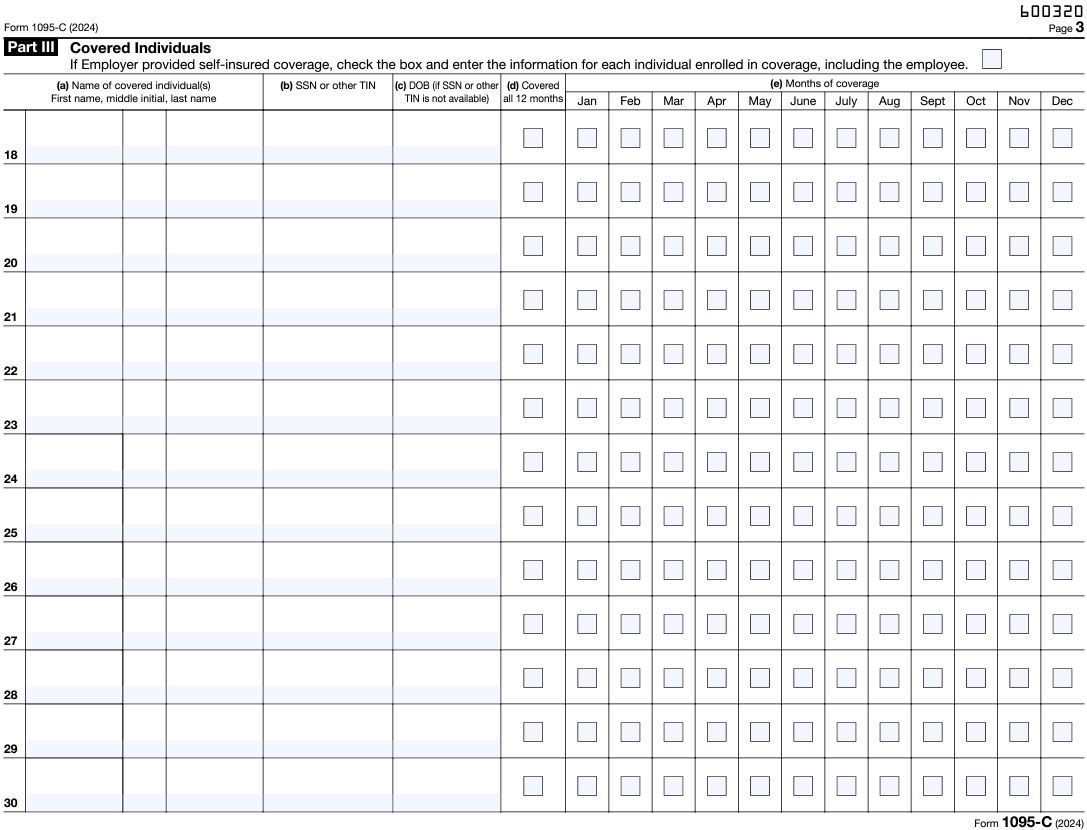 600320
Form 1095-C (2024)
Page 3
Part III Covered Individuals
If Employer provided self-insured coverage, check the box and enter the information for each individual enrolled in coverage, including the employee.
(a) Name of covered individual(s)
First name, middle initial, last name
(b) SSN or other TIN
(c) DOB (if SSN or other
TIN is not available)
(d) Covered
all 12 months
(e) Months of coverage
Jan Feb Mar Apr May June July Aug Sept Oct Nov Dec
18
19
20
21
22
23
24
25
26
27
28
29
30
Form 1095-C (2024)